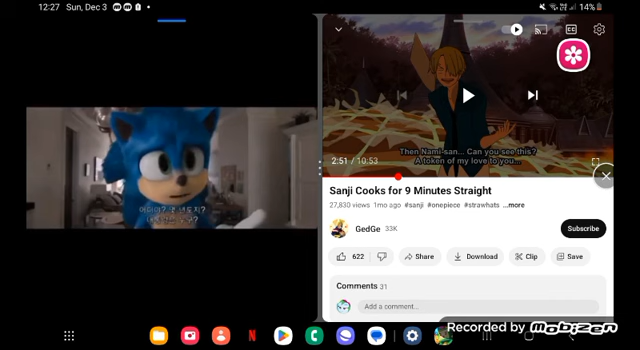 12:27 Sun, Dec 3
14%
Then Nami-san... Can you see this?
A token of my love to you...
2:51 / 10:53
Sanji Cooks for 9 Minutes Straight
27,830 views 1mo ago #sanji #onepiece #strawhats ...more
GedGe 33K
Subscribe
622
Share
Download
Clip
Save
Comments 31
Add a comment...
Recorded by Mobizen